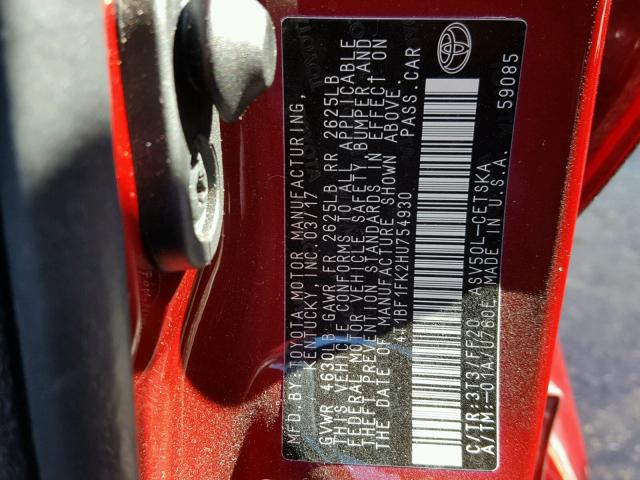 MFD.BY: TOYOTA MOTOR MANUFACTURING,
KENTUCKY, INC. 03/17
GVWR 4630LB GAWR FR 2625LB RR 2625LB
THIS VEHICLE CONFORMS TO ALL APPLICABLE
FEDERAL MOTOR VEHICLE SAFETY, BUMPER, AND
THEFT PREVENTION STANDARDS IN EFFECT ON
THE DATE OF MANUFACTURE SHOWN ABOVE.
4T1BF1FK2HU754930 PASS.CAR
C/TR: 3T3/FF20 ASV50L-CETSKA
A/TM: -01A/U760E MADE IN U.S.A.
59085